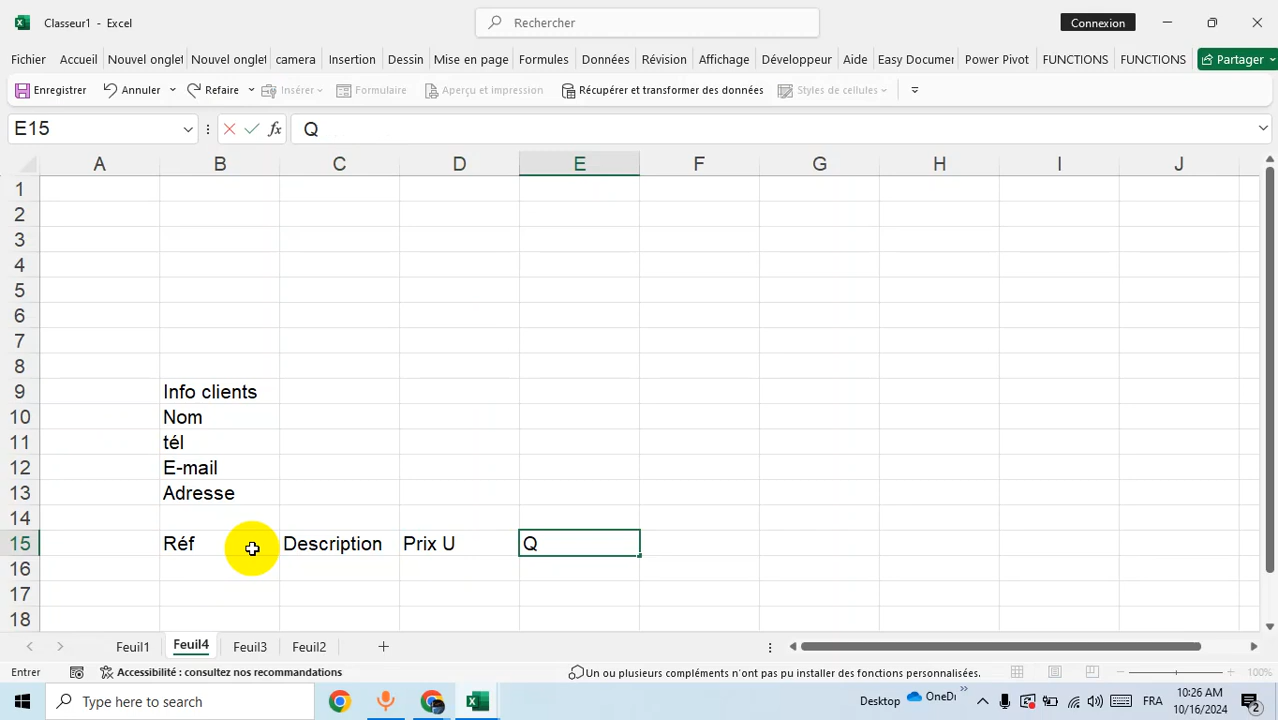 Classeur1 - Excel
Rechercher
Connexion
Fichier Accueil Nouvel onglet Nouvel onglet camera Insertion Dessin Mise en page Formules Données Révision Affichage Développeur Aide Easy Documen Power Pivot FUNCTIONS FUNCTIONS Partager
Enregistrer Annuler Refaire Insérer Formulaire Aperçu et impression Récupérer et transformer des données Styles de cellules
E15 fx Q
A B C D E F G H I J
1
2
3
4
5
6
7
8
9 Info clients
10 Nom
11 tél
12 E-mail
13 Adresse
14
15 Réf Description Prix U Q
16
17
18
Feuil1 Feuil4 Feuil3 Feuil2
Entrer Accessibilité : consultez nos recommandations Un ou plusieurs compléments n'ont pas pu installer des fonctions personnalisées. 100%
Type here to search Desktop OneDri FRA 10:26 AM
10/16/2024 2